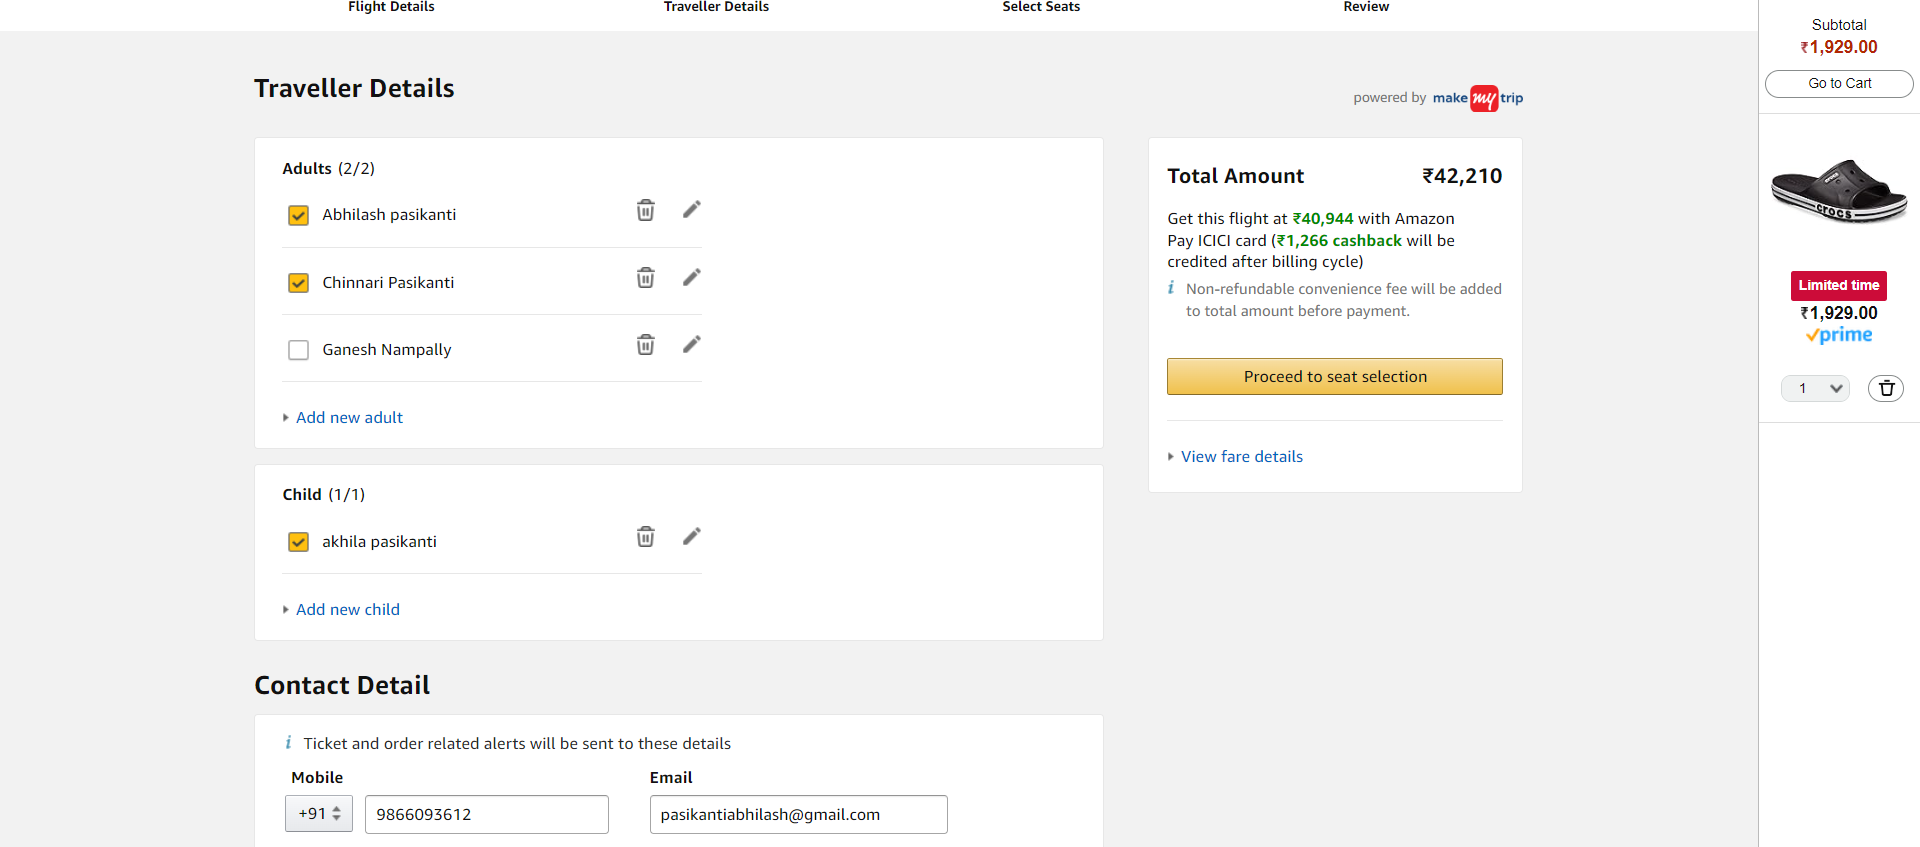 Flight Details
Traveller Details
Select Seats
Review
Traveller Details
powered by make my trip
Adults (2/2)
Abhilash pasikanti
Chinnari Pasikanti
Ganesh Nampally
Add new adult
Child (1/1)
akhila pasikanti
Add new child
Contact Detail
i Ticket and order related alerts will be sent to these details
Mobile
Email
+91
9866093612
pasikantiabhilash@gmail.com
Total Amount ₹42,210
Get this flight at ₹40,944 with Amazon
Pay ICICI card (₹1,266 cashback will be
credited after billing cycle)
i Non-refundable convenience fee will be added
to total amount before payment.
Proceed to seat selection
View fare details
Subtotal
₹1,929.00
Go to Cart
crocs
Limited time
₹1,929.00
prime
1